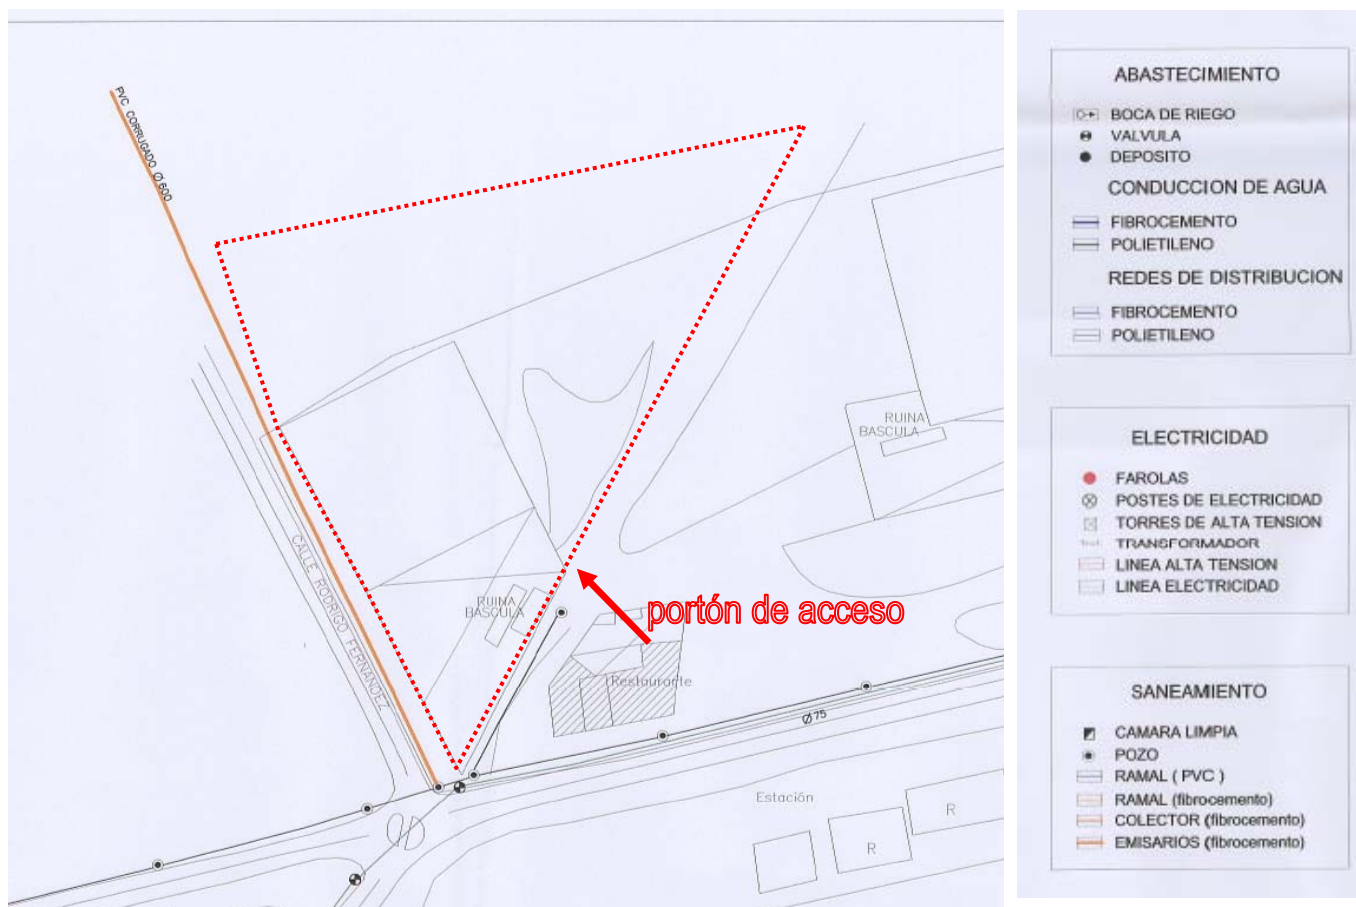 PVC CORRUGADO Ø 600
RUINA
BASCULA
CALLE RODRIGO FERNANDEZ
RUINA
BASCULA
portón de acceso
Restaurante
Ø 75
Estación
R
R
ABASTECIMIENTO
BOCA DE RIEGO
VALVULA
DEPOSITO
CONDUCCION DE AGUA
FIBROCEMENTO
POLIETILENO
REDES DE DISTRIBUCION
FIBROCEMENTO
POLIETILENO
ELECTRICIDAD
FAROLAS
POSTES DE ELECTRICIDAD
TORRES DE ALTA TENSION
TRANSFORMADOR
LINEA ALTA TENSION
LINEA ELECTRICIDAD
SANEAMIENTO
CAMARA LIMPIA
POZO
RAMAL ( PVC )
RAMAL (fibrocemento)
COLECTOR (fibrocemento)
EMISARIOS (fibrocemento)